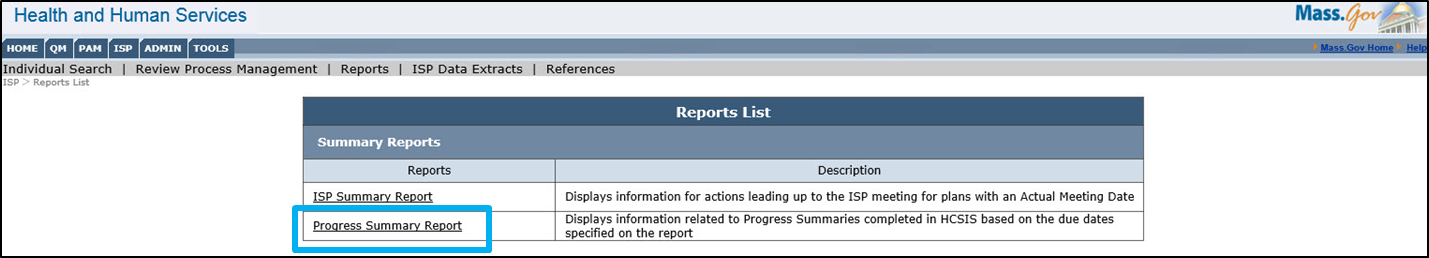 Health and Human Services
Mass.Gov
HOME QM PAM ISP ADMIN TOOLS
Mass.Gov Home Help
Individual Search | Review Process Management | Reports | ISP Data Extracts | References
ISP > Reports List
Reports List
Summary Reports
Reports Description
ISP Summary Report Displays information for actions leading up to the ISP meeting for plans with an Actual Meeting Date
Progress Summary Report Displays information related to Progress Summaries completed in HCSIS based on the due dates
specified on the report